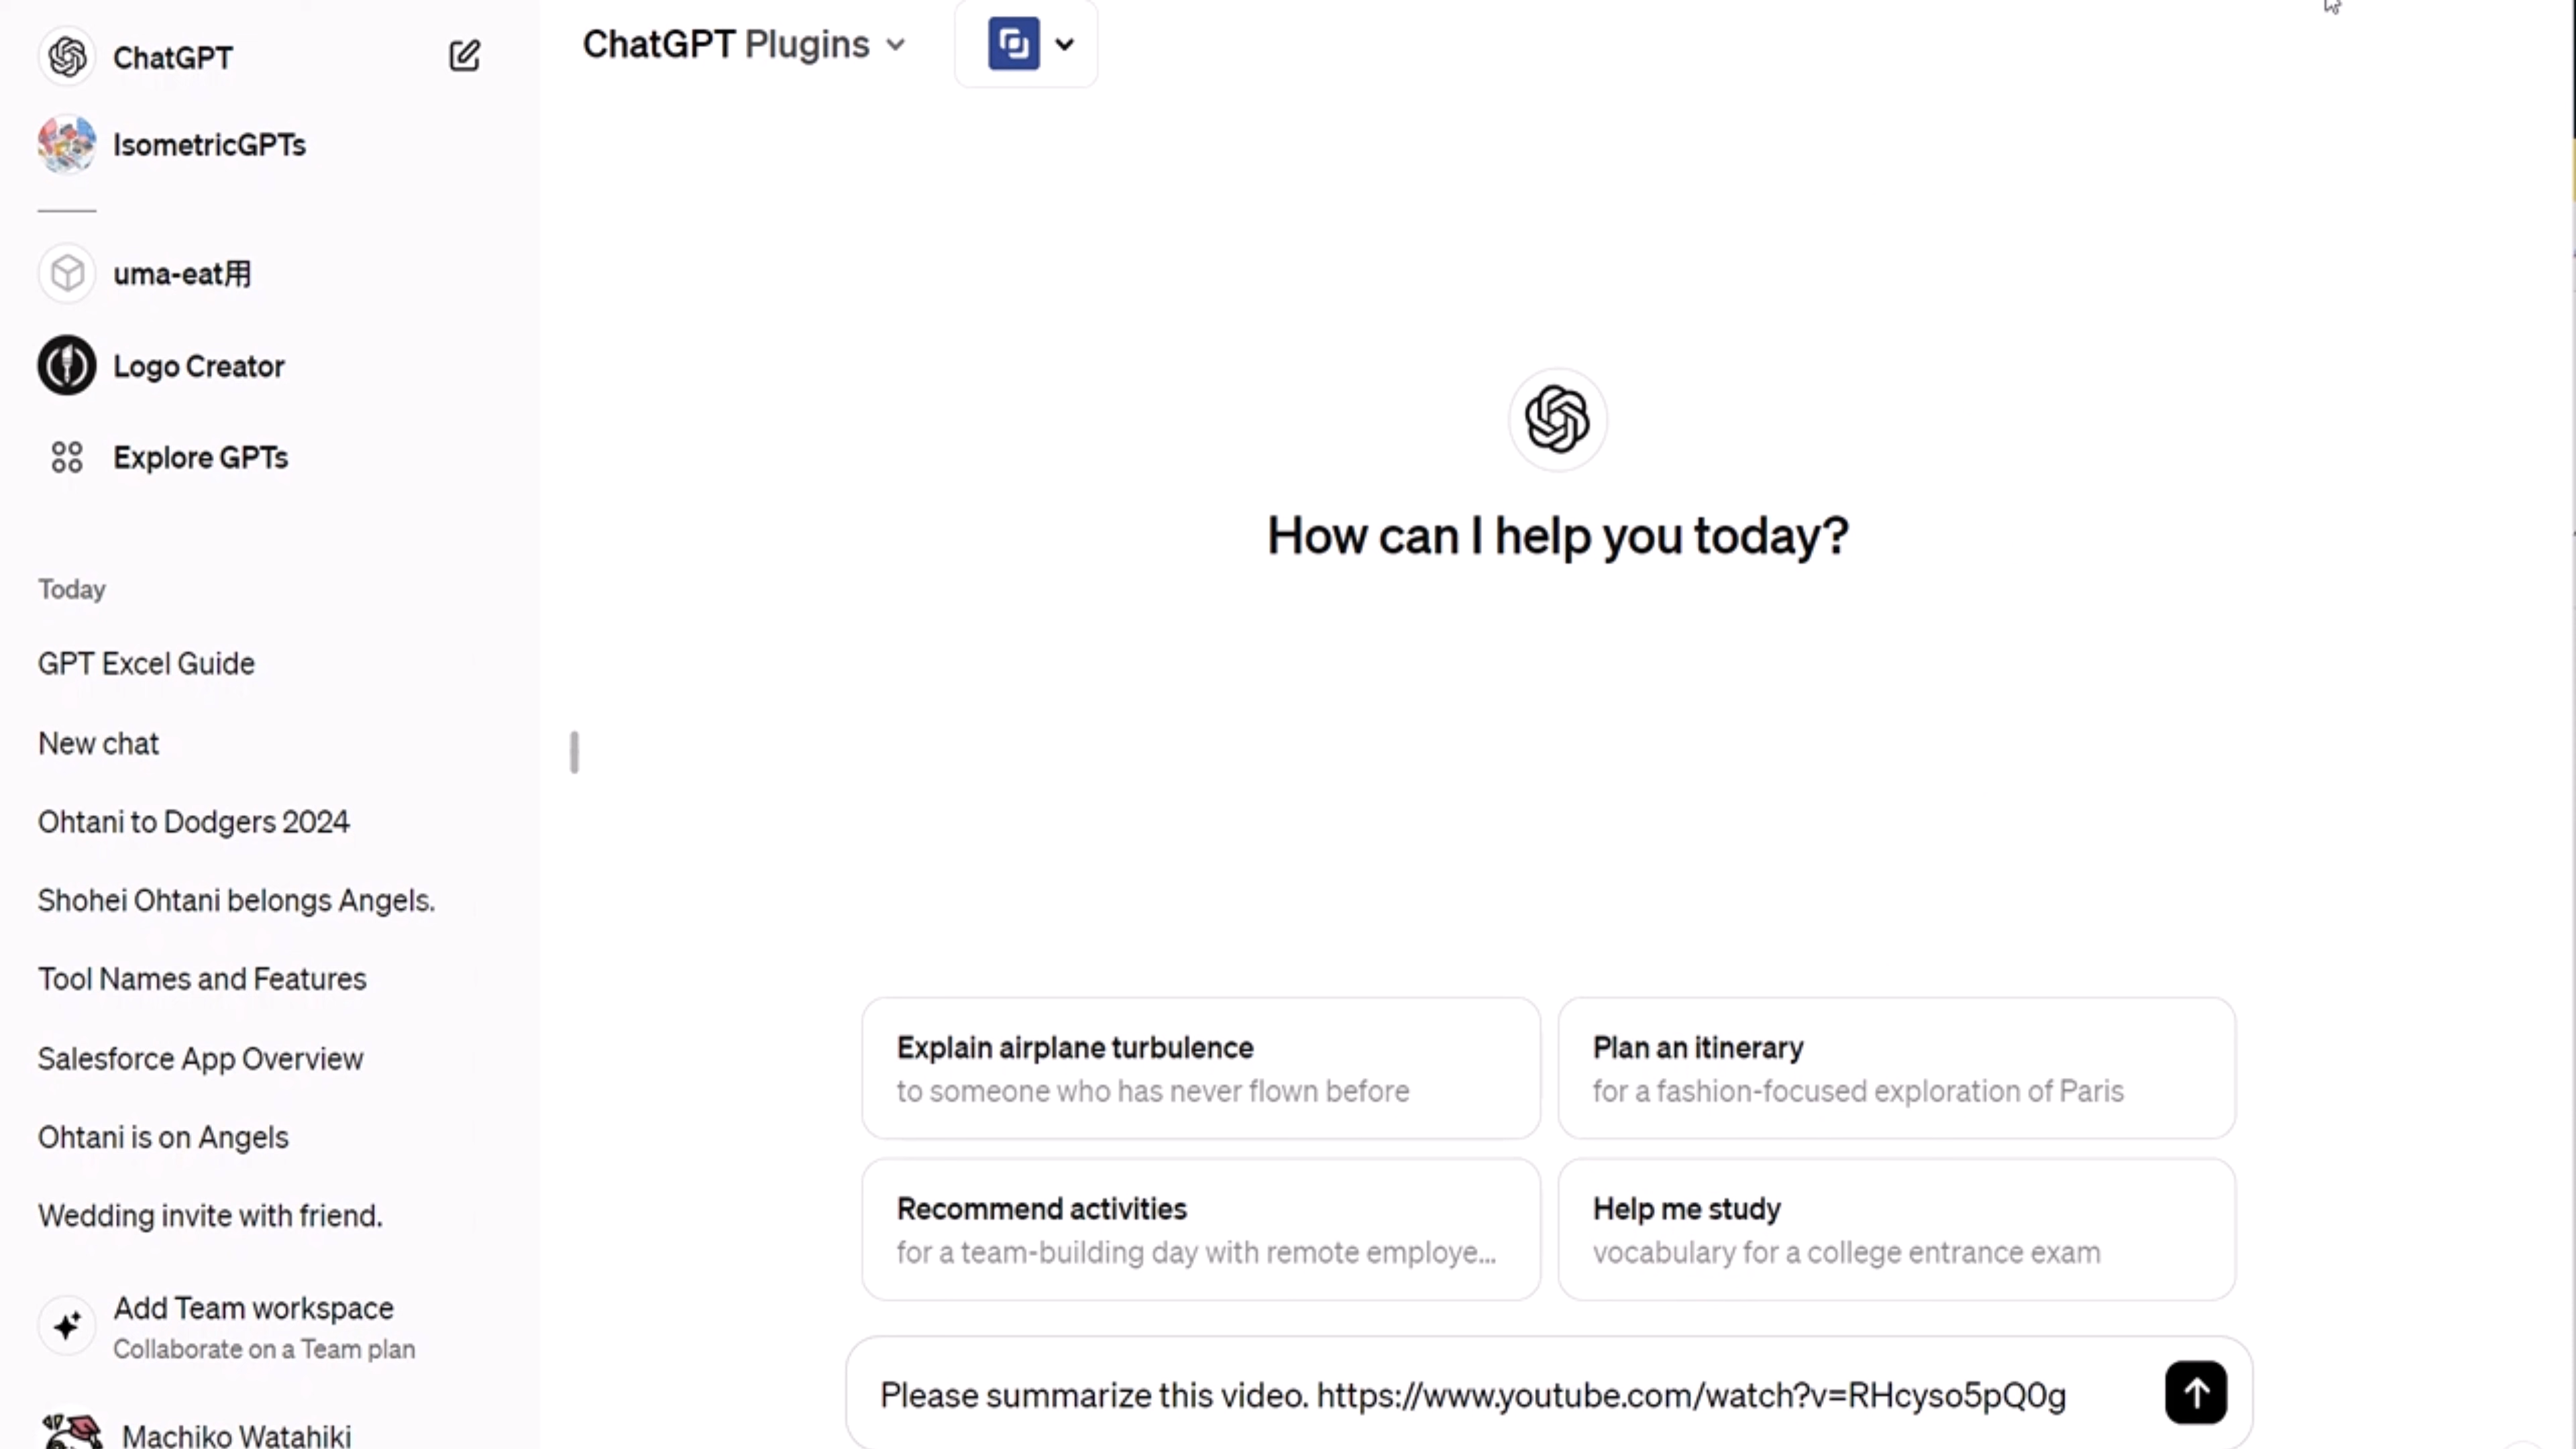 ChatGPT
IsometricGPTs
uma-eat用
Logo Creator
Explore GPTs
Today
GPT Excel Guide
New chat
Ohtani to Dodgers 2024
Shohei Ohtani belongs Angels.
Tool Names and Features
Salesforce App Overview
Ohtani is on Angels
Wedding invite with friend.
Add Team workspace
Collaborate on a Team plan
Machiko Watahiki
ChatGPT Plugins
How can I help you today?
Explain airplane turbulence
to someone who has never flown before
Plan an itinerary
for a fashion-focused exploration of Paris
Recommend activities
for a team-building day with remote employe...
Help me study
vocabulary for a college entrance exam
Please summarize this video. https://www.youtube.com/watch?v=RHcyso5pQ0g